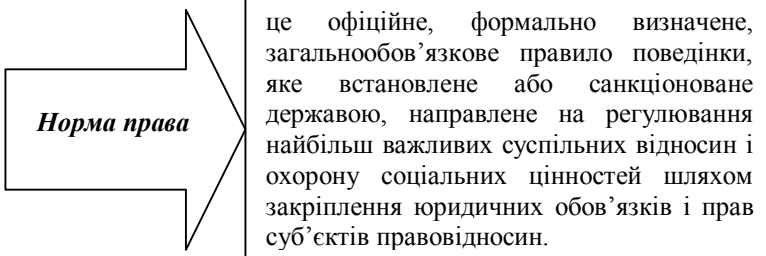 Норма права
це офіційне, формально визначене,
загальнообов’язкове правило поведінки,
яке встановлене або санкціоноване
державою, направлене на регулювання
найбільш важливих суспільних відносин і
охорону соціальних цінностей шляхом
закріплення юридичних обов’язків і прав
суб’єктів правовідносин.